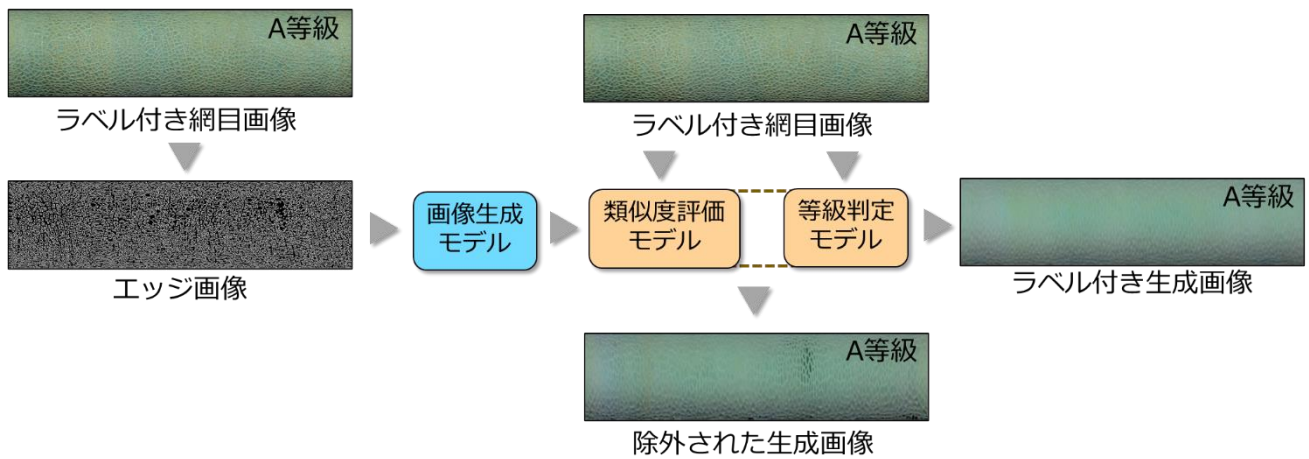 A等級
ラベル付き網目画像
エッジ画像
画像生成
モデル
A等級
ラベル付き網目画像
類似度評価
モデル
等級判定
モデル
A等級
除外された生成画像
A等級
ラベル付き生成画像